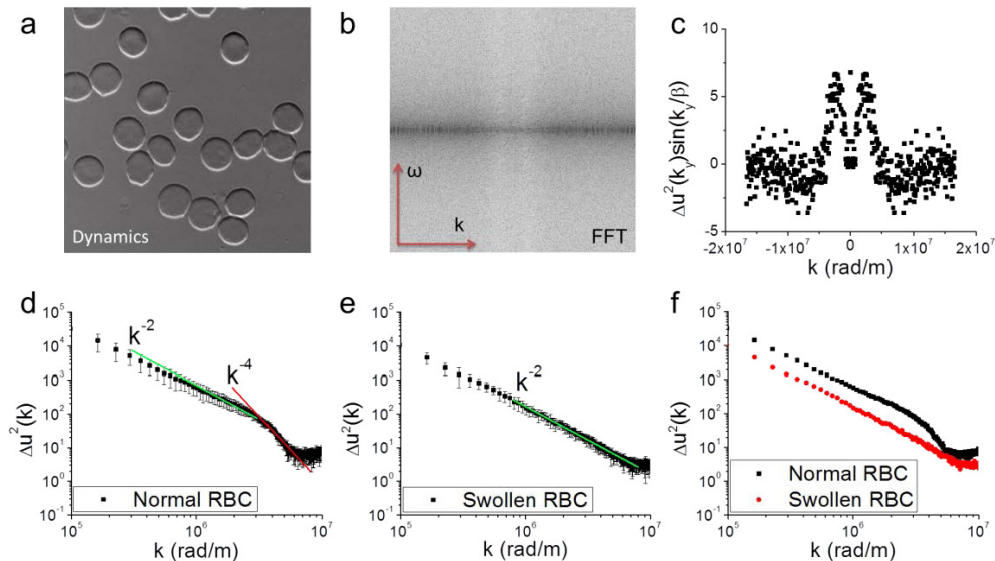 a
Dynamics
b
ω
k
FFT
c
Δu²(k_y)sin(k_y/β)
10
5
0
-5
-2x10⁷ -1x10⁷ 0 1x10⁷ 2x10⁷
k (rad/m)
d
Δu²(k)
10⁵
10⁴
10³
10²
10¹
10⁰
10⁻¹
k⁻²
k⁻⁴
Normal RBC
10⁵ 10⁶ 10⁷
k (rad/m)
e
Δu²(k)
10⁵
10⁴
10³
10²
10¹
10⁰
10⁻¹
k⁻²
Swollen RBC
10⁵ 10⁶ 10⁷
k (rad/m)
f
Δu²(k)
10⁵
10⁴
10³
10²
10¹
10⁰
10⁻¹
Normal RBC
Swollen RBC
10⁵ 10⁶ 10⁷
k (rad/m)